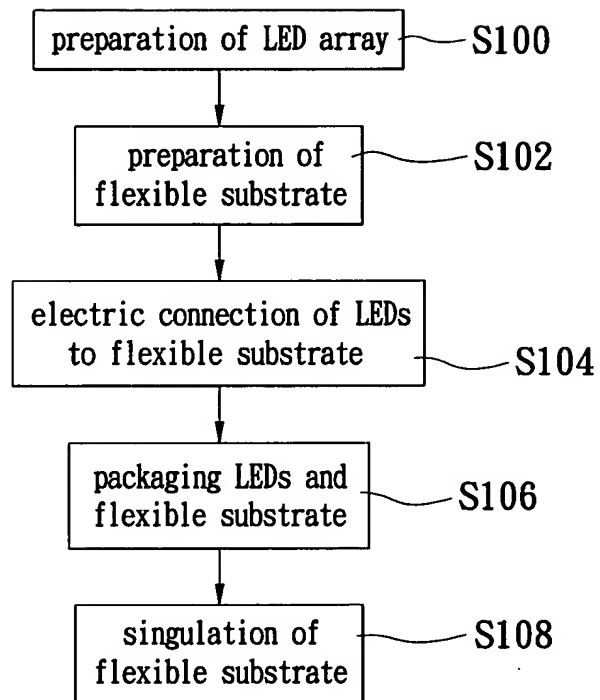 preparation of LED array
S100
preparation of
flexible substrate
S102
electric connection of LEDs
to flexible substrate
S104
packaging LEDs and
flexible substrate
S106
singulation of
flexible substrate
S108